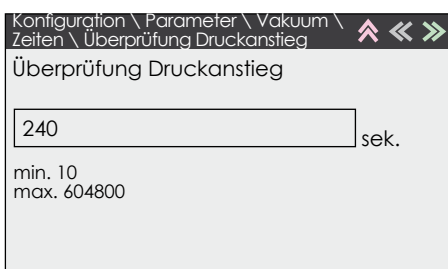 Konfiguration \ Parameter \ Vakuum \
Zeiten \ Überprüfung Druckanstieg
Überprüfung Druckanstieg
240
sek.
min. 10
max. 604800